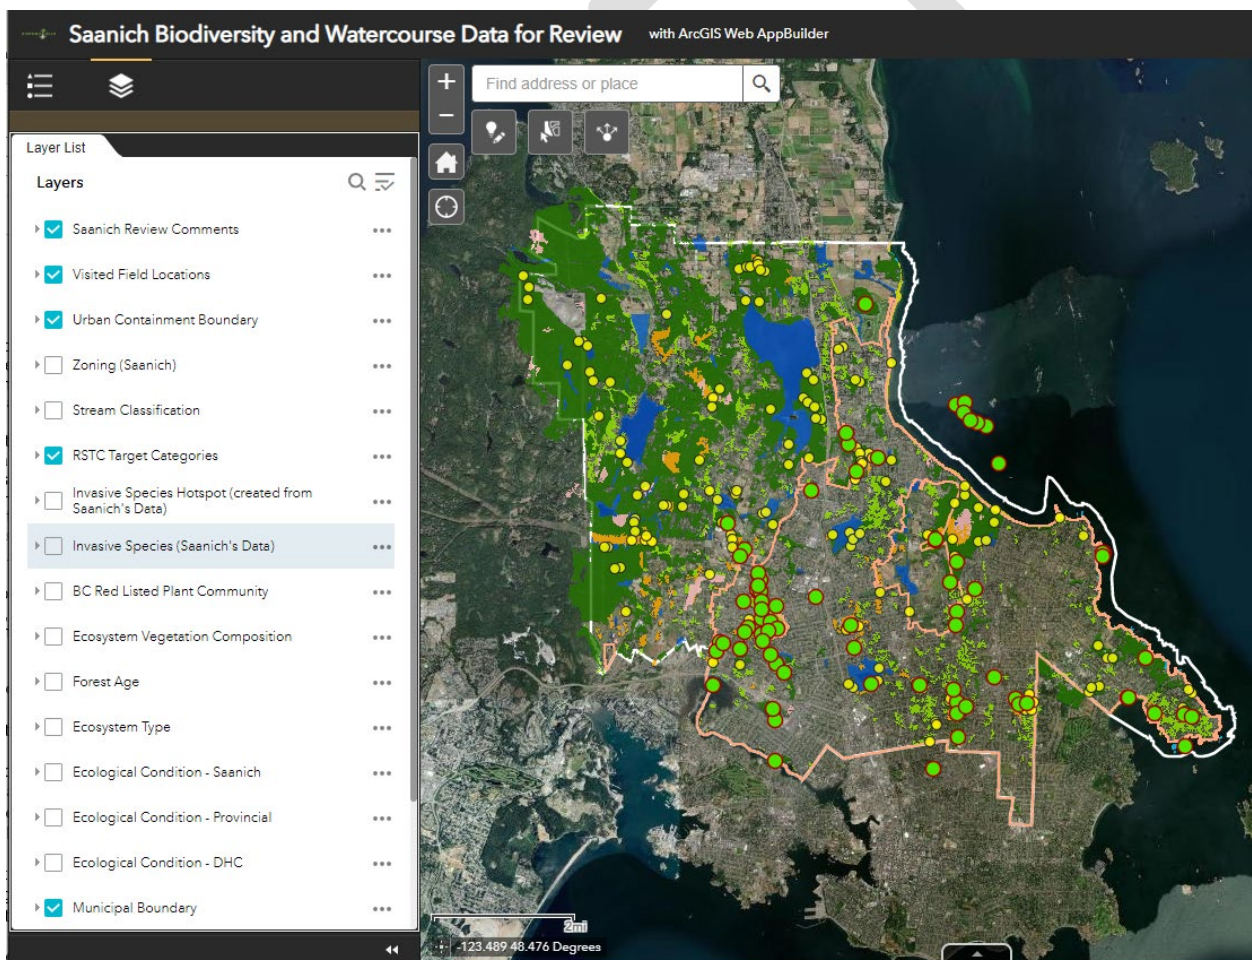 Saanich Biodiversity and Watercourse Data for Review with ArcGIS Web AppBuilder
Find address or place
Layer List
Layers
Saanich Review Comments
Visited Field Locations
Urban Containment Boundary
Zoning (Saanich)
Stream Classification
RSTC Target Categories
Invasive Species Hotspot (created from
Saanich's Data)
Invasive Species (Saanich's Data)
BC Red Listed Plant Community
Ecosystem Vegetation Composition
Forest Age
Ecosystem Type
Ecological Condition - Saanich
Ecological Condition - Provincial
Ecological Condition - DHC
Municipal Boundary
2mi
-123.489 48.476 Degrees